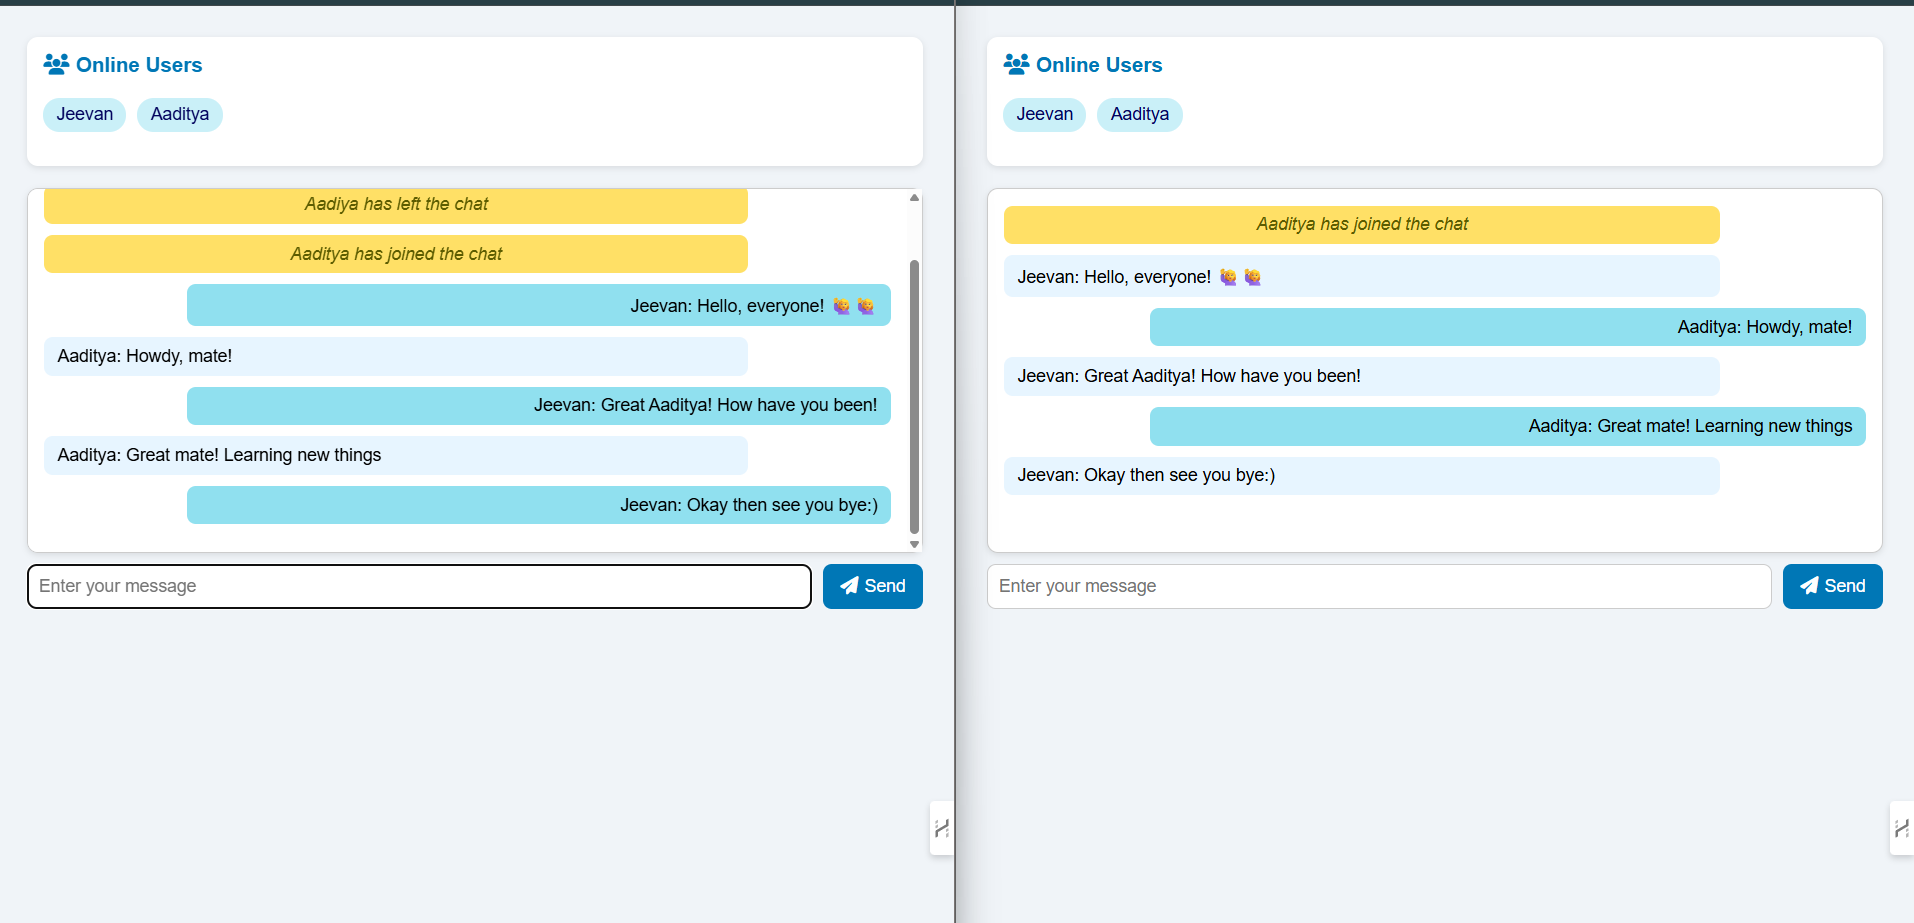 Online Users
Jeevan Aaditya
Aadiya has left the chat
Aaditya has joined the chat
Jeevan: Hello, everyone! 🙋 🙋
Aaditya: Howdy, mate!
Jeevan: Great Aaditya! How have you been!
Aaditya: Great mate! Learning new things
Jeevan: Okay then see you bye:)
Enter your message
Send
Online Users
Jeevan Aaditya
Aaditya has joined the chat
Jeevan: Hello, everyone! 🙋 🙋
Aaditya: Howdy, mate!
Jeevan: Great Aaditya! How have you been!
Aaditya: Great mate! Learning new things
Jeevan: Okay then see you bye:)
Enter your message
Send